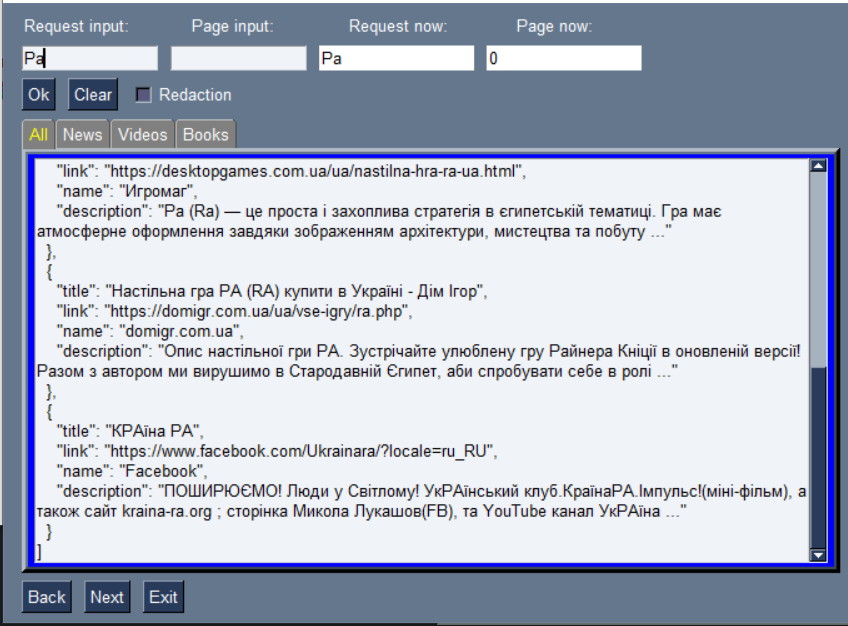 Request input: Page input: Request now: Page now:
Ра Ра 0
Ok Clear Redaction
All News Videos Books
"link": "https://desktopgames.com.ua/ua/nastilna-hra-ra-ua.html",
"name": "Игромаг",
"description": "Ра (Ra) — це проста і захоплива стратегія в єгипетській тематиці. Гра має
атмосферне оформлення завдяки зображенням архітектури, мистецтва та побуту ..."
},
{
"title": "Настільна гра РА (RA) купити в Україні - Дім Ігор",
"link": "https://domigr.com.ua/ua/vse-igry/ra.php",
"name": "domigr.com.ua",
"description": "Опис настільної гри РА. Зустрічайте улюблену гру Райнера Кніції в оновленій версії!
Разом з автором ми вирушимо в Стародавній Єгипет, аби спробувати себе в ролі ..."
},
{
"title": "КРАїна РА",
"link": "https://www.facebook.com/Ukrainara/?locale=ru_RU",
"name": "Facebook",
"description": "ПОШИРЮЄМО! Люди у Світлому! УкРАїнський клуб.КраїнаРА.Імпульс!(міні-фільм), а
також сайт kraina-ra.org ; сторінка Микола Лукашов(FB), та YouTube канал УкРАїна ..."
}
]
Back Next Exit